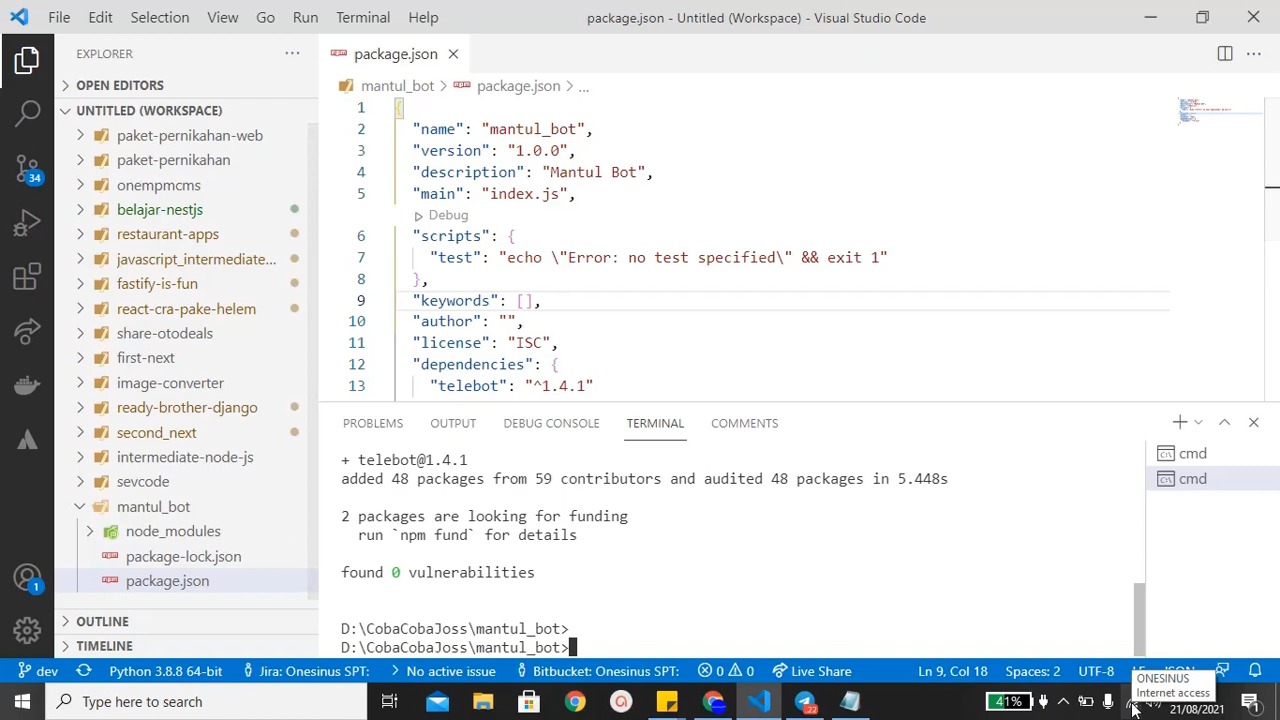 File Edit Selection View Go Run Terminal Help package.json - Untitled (Workspace) - Visual Studio Code
EXPLORER
OPEN EDITORS
UNTITLED (WORKSPACE)
paket-pernikahan-web
paket-pernikahan
onempmcms
belajar-nestjs
restaurant-apps
javascript_intermediate...
fastify-is-fun
react-cra-pake-helem
share-otodeals
first-next
image-converter
ready-brother-django
second_next
intermediate-node-js
sevcode
mantul_bot
node_modules
package-lock.json
package.json
OUTLINE
TIMELINE
34
1
package.json
mantul_bot > package.json > ...
1 {
2 "name": "mantul_bot",
3 "version": "1.0.0",
4 "description": "Mantul Bot",
5 "main": "index.js",
Debug
6 "scripts": {
7 "test": "echo \"Error: no test specified\" && exit 1"
8 },
9 "keywords": [],
10 "author": "",
11 "license": "ISC",
12 "dependencies": {
13 "telebot": "^1.4.1"
PROBLEMS OUTPUT DEBUG CONSOLE TERMINAL COMMENTS
+ telebot@1.4.1
added 48 packages from 59 contributors and audited 48 packages in 5.448s
2 packages are looking for funding
run `npm fund` for details
found 0 vulnerabilities
D:\CobaCobaJoss\mantul_bot>
D:\CobaCobaJoss\mantul_bot>
cmd
cmd
dev Python 3.8.8 64-bit Jira: Onesinus SPT: No active issue Bitbucket: Onesinus SPT: 0 0 Live Share Ln 9, Col 18 Spaces: 2 UTF-8 JSON
ONESINUS
Internet access
Type here to search
22
41%
21/08/2021
1